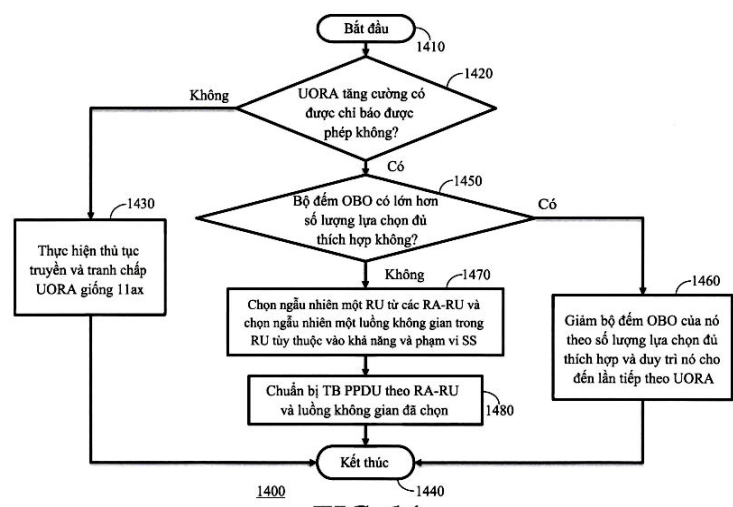 Bắt đầu
1410
1420
UORA tăng cường có
được chỉ báo được
phép không?
Không
Có
1450
Bộ đếm OBO có lớn hơn
số lượng lựa chọn đủ
thích hợp không?
Có
Không
1430
Thực hiện thủ tục
truyền và tranh chấp
UORA giống 11ax
1470
Chọn ngẫu nhiên một RU từ các RA-RU và
chọn ngẫu nhiên một luồng không gian trong
RU tùy thuộc vào khả năng và phạm vi SS
1460
Giảm bộ đếm OBO của nó
theo số lượng lựa chọn đủ
thích hợp và duy trì nó cho
đến lần tiếp theo UORA
Chuẩn bị TB PPDU theo RA-RU
và luồng không gian đã chọn
1480
Kết thúc
1440
1400